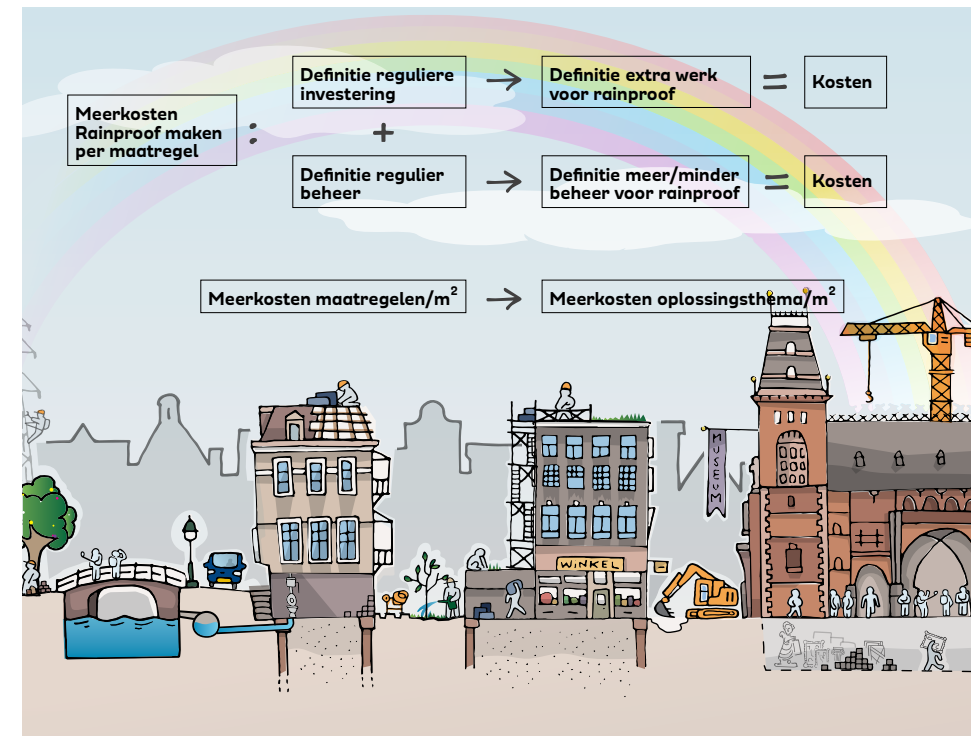 Meerkosten
Rainproof maken
per maatregel
:
Definitie reguliere
investering
→
Definitie extra werk
voor rainproof
=
Kosten
+
Definitie regulier
beheer
→
Definitie meer/minder
beheer voor rainproof
=
Kosten
Meerkosten maatregelen/m²
→
Meerkosten oplossingsthema/m²
MUSEUM
WINKEL